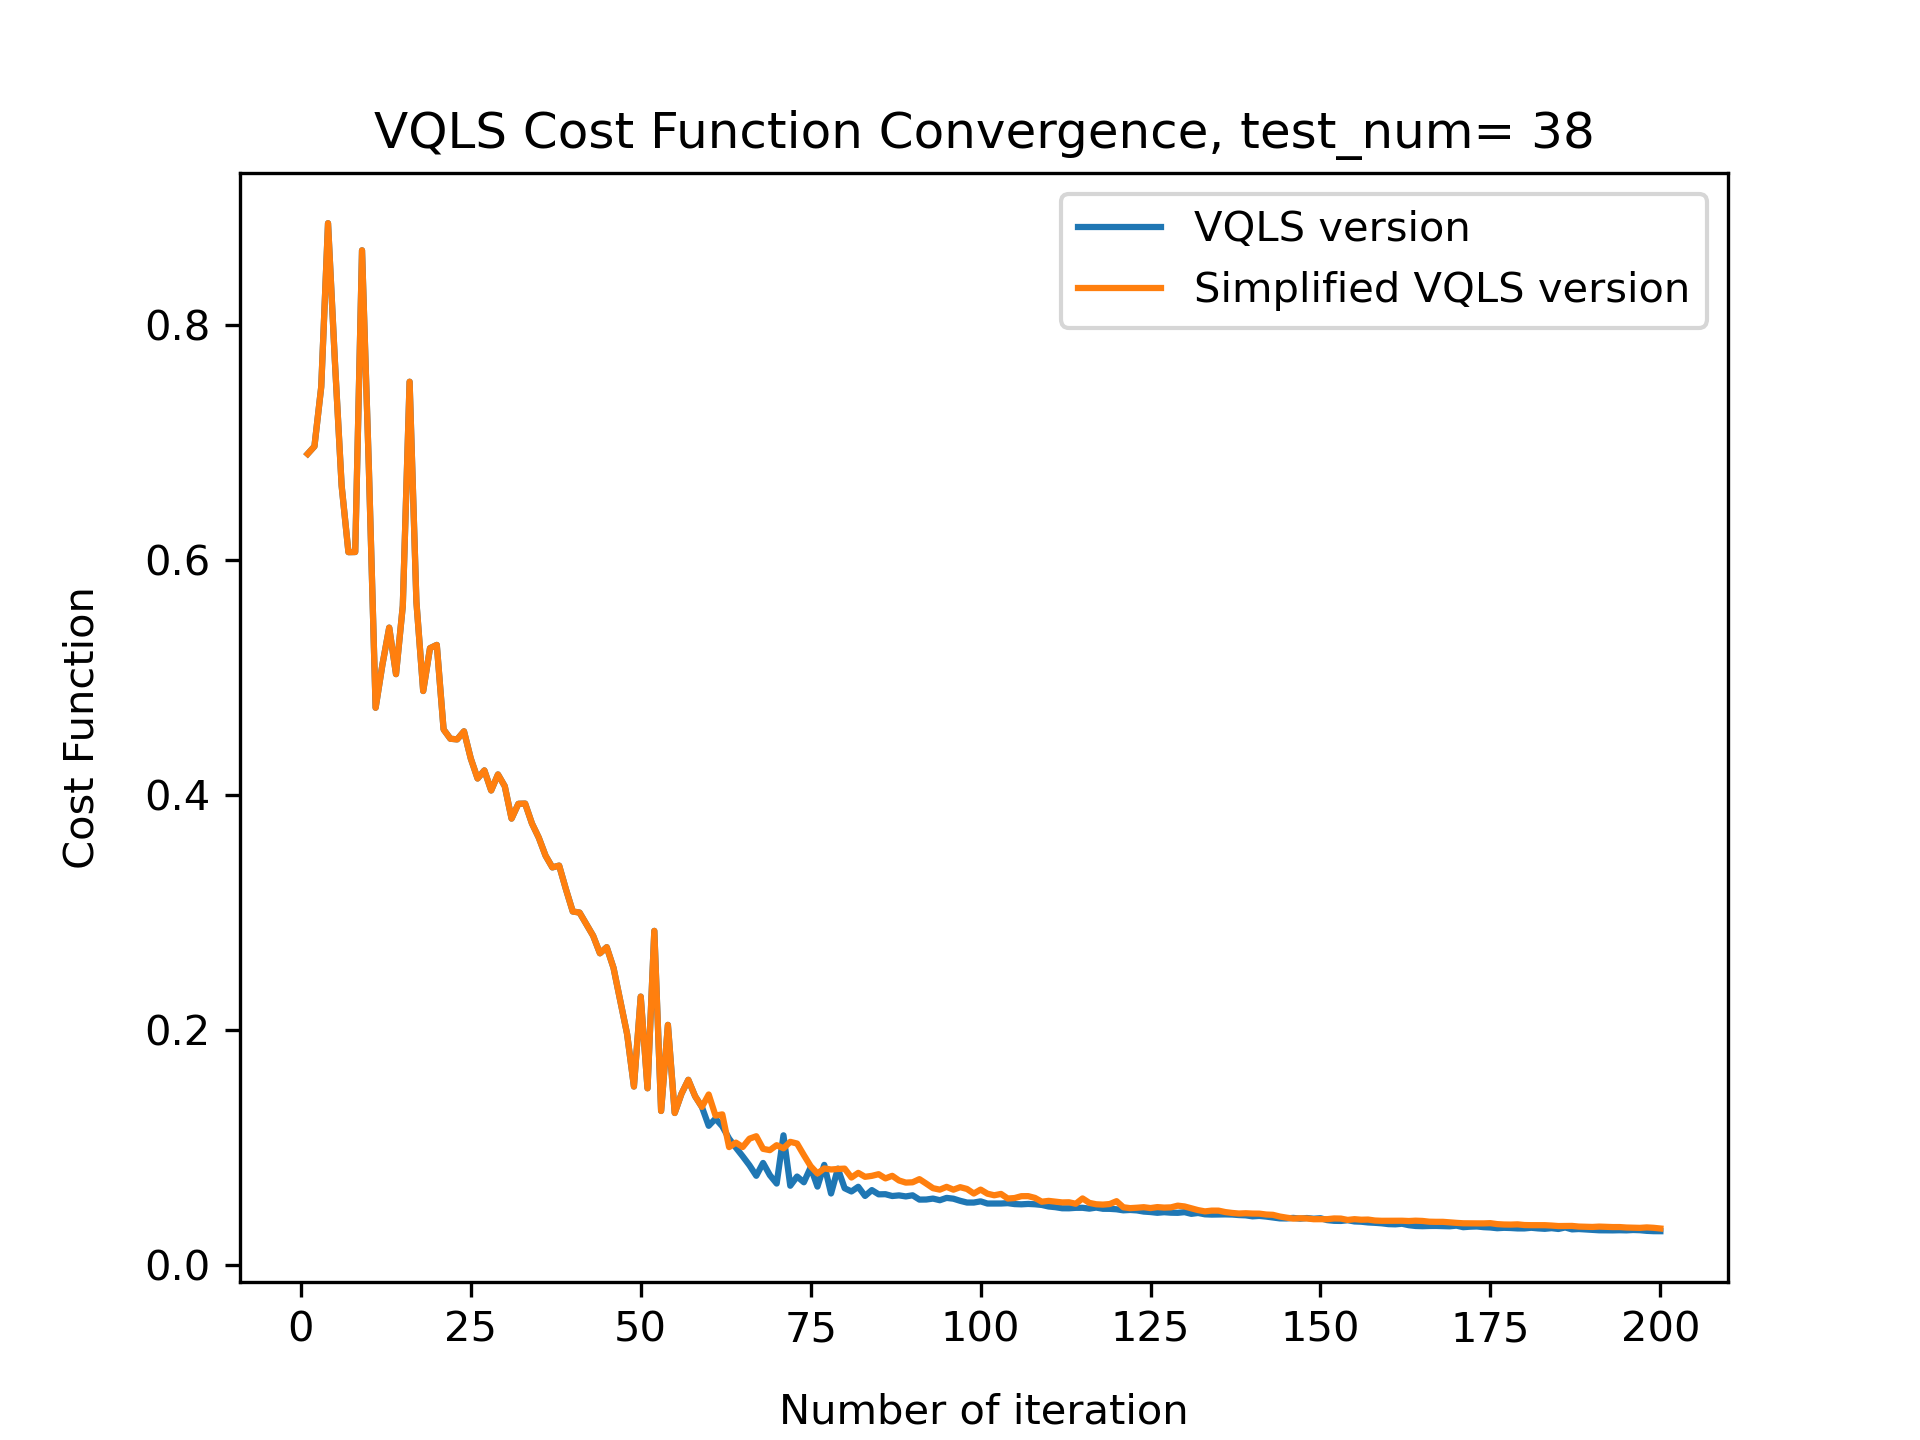 VQLS Cost Function Convergence, test_num= 38
VQLS version
Simplified VQLS version
0.8
0.6
0.4
0.2
0.0
Cost Function
0 25 50 75 100 125 150 175 200
Number of iteration